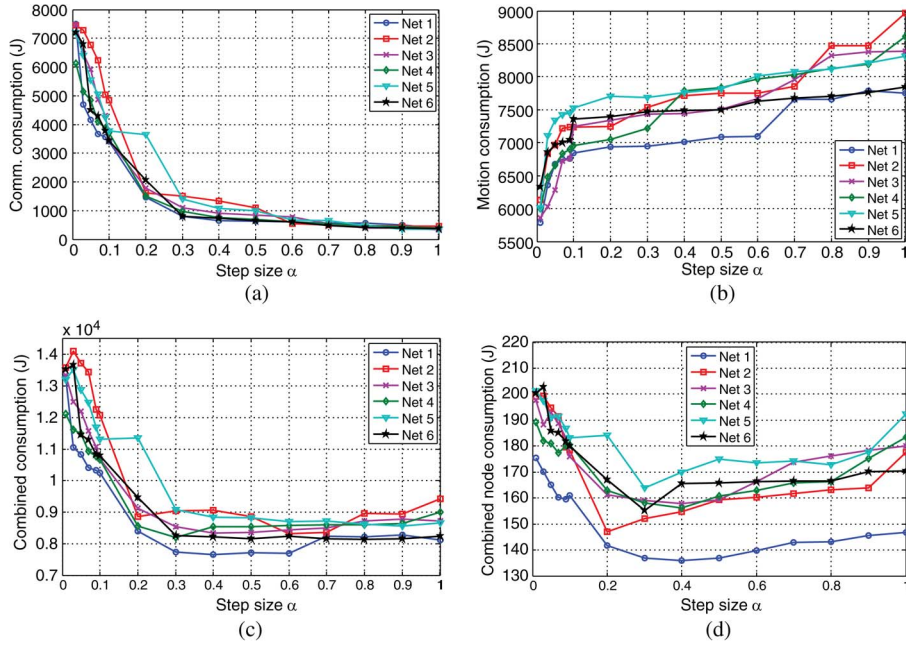 8000
7000
6000
5000
4000
3000
2000
1000
0
Comm. consumption (J)
Net 1
Net 2
Net 3
Net 4
Net 5
Net 6
0 0.1 0.2 0.3 0.4 0.5 0.6 0.7 0.8 0.9 1
Step size α
(a)
9000
8500
8000
7500
7000
6500
6000
5500
Motion consumption (J)
Net 1
Net 2
Net 3
Net 4
Net 5
Net 6
0 0.1 0.2 0.3 0.4 0.5 0.6 0.7 0.8 0.9 1
Step size α
(b)
x 10⁴
1.4
1.3
1.2
1.1
1
0.9
0.8
0.7
Combined consumption (J)
Net 1
Net 2
Net 3
Net 4
Net 5
Net 6
0 0.1 0.2 0.3 0.4 0.5 0.6 0.7 0.8 0.9 1
Step size α
(c)
220
210
200
190
180
170
160
150
140
130
Combined node consumption (J)
Net 1
Net 2
Net 3
Net 4
Net 5
Net 6
0 0.2 0.4 0.6 0.8 1
Step size α
(d)